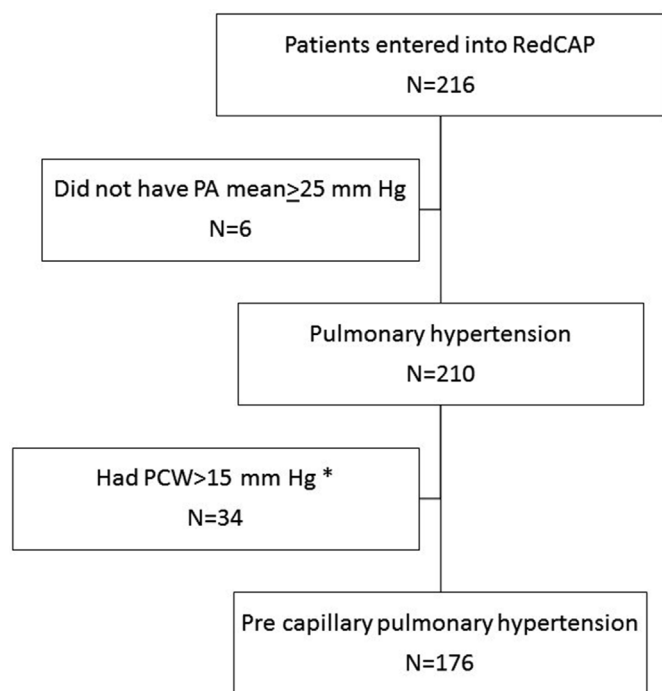 Patients entered into RedCAP
N=216
Did not have PA mean≥25 mm Hg
N=6
Pulmonary hypertension
N=210
Had PCW>15 mm Hg *
N=34
Pre capillary pulmonary hypertension
N=176